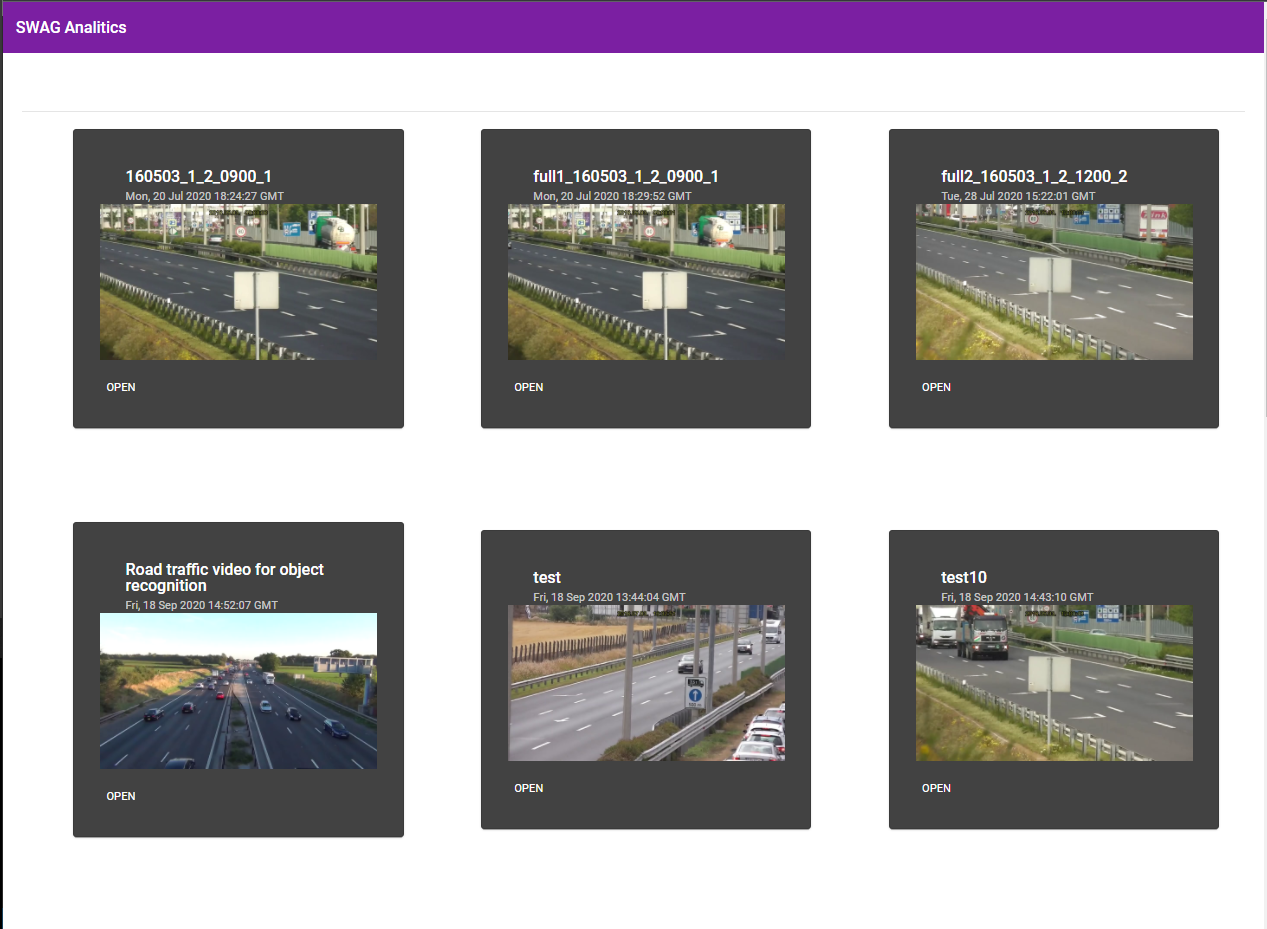 SWAG Analitics
160503_1_2_0900_1
Mon, 20 Jul 2020 18:24:27 GMT
OPEN
full1_160503_1_2_0900_1
Mon, 20 Jul 2020 18:29:52 GMT
OPEN
full2_160503_1_2_1200_2
Tue, 28 Jul 2020 15:22:01 GMT
OPEN
Road traffic video for object
recognition
Fri, 18 Sep 2020 14:52:07 GMT
OPEN
test
Fri, 18 Sep 2020 13:44:04 GMT
OPEN
test10
Fri, 18 Sep 2020 14:43:10 GMT
OPEN